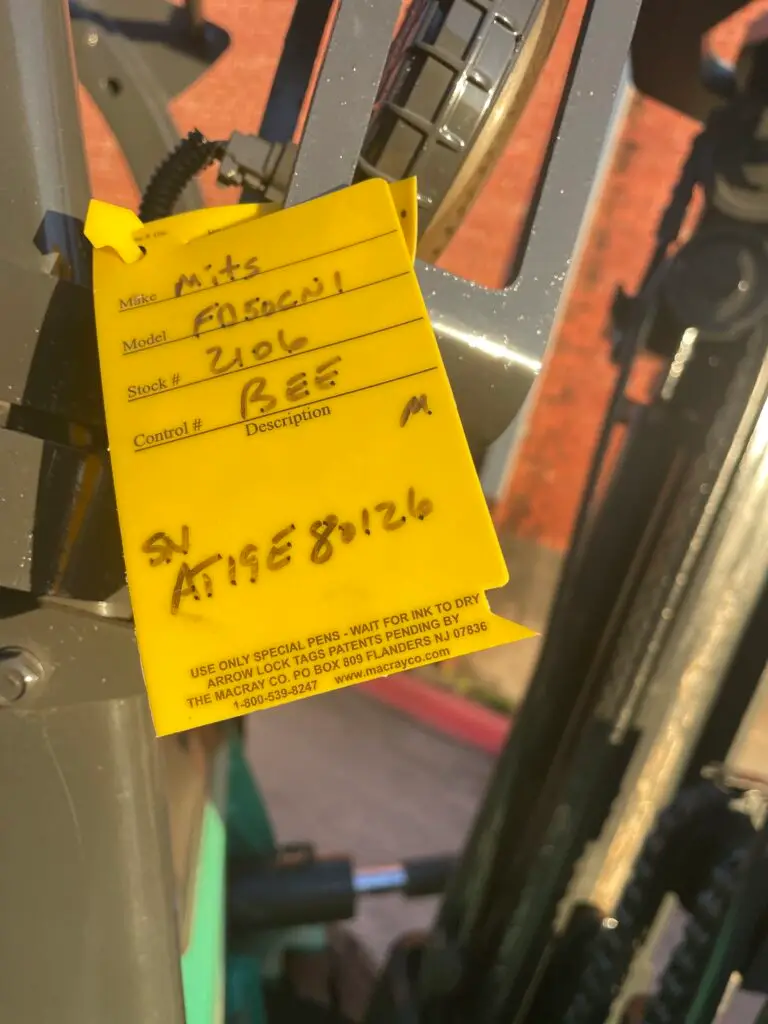 Make Mits
Model FD50CN1
Stock # 2106
Control # BEE
Description M
SN
AT19E80126
USE ONLY SPECIAL PENS - WAIT FOR INK TO DRY
ARROW LOCK TAGS PATENTS PENDING BY
THE MACRAY CO. PO BOX 809 FLANDERS NJ 07836
1-800-539-8247 www.macrayco.com